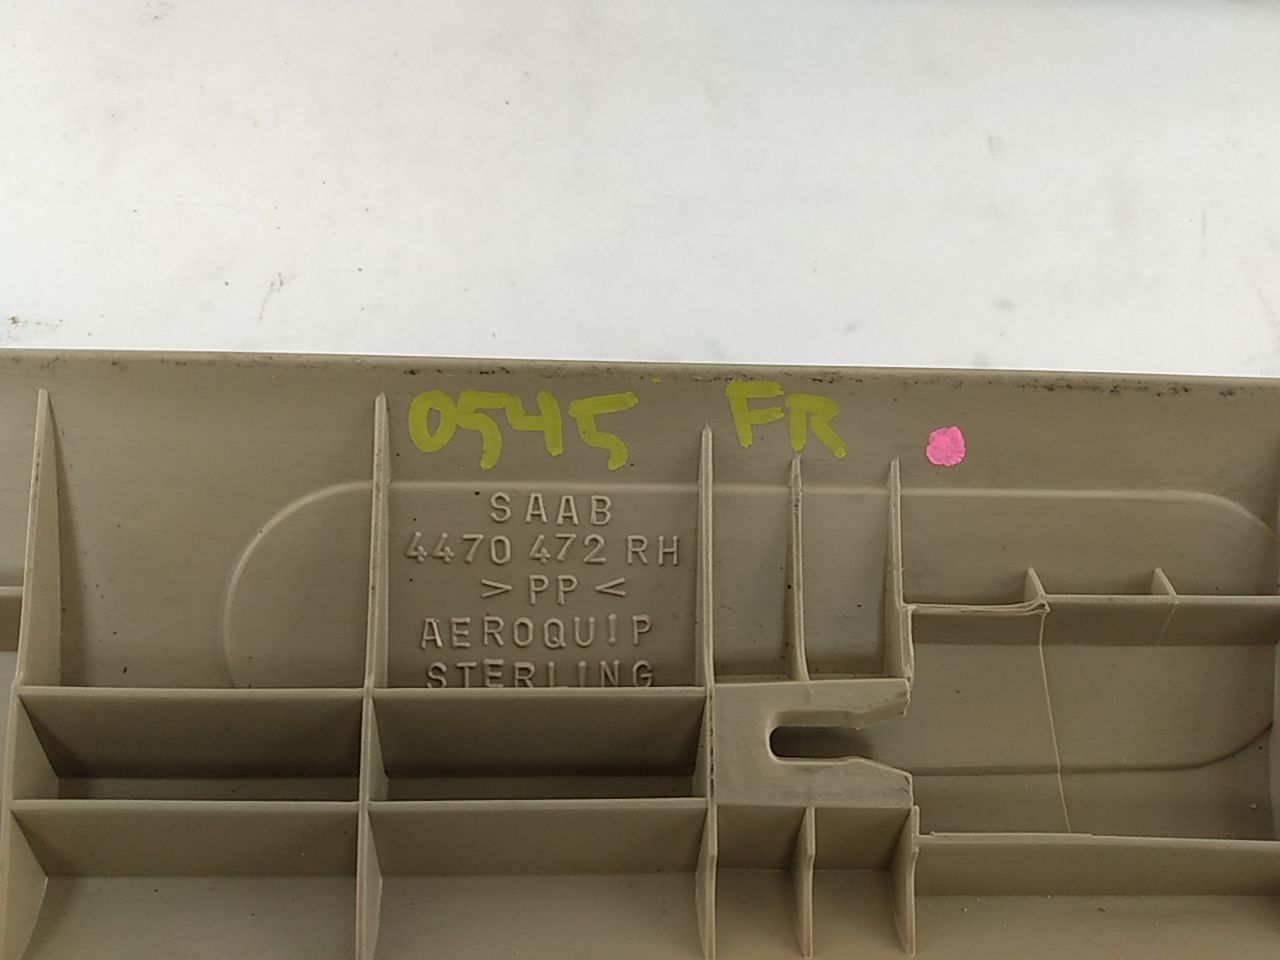 0545 FR
SAAB
4470 472 RH
>PP<
AEROQUIP
STERLING